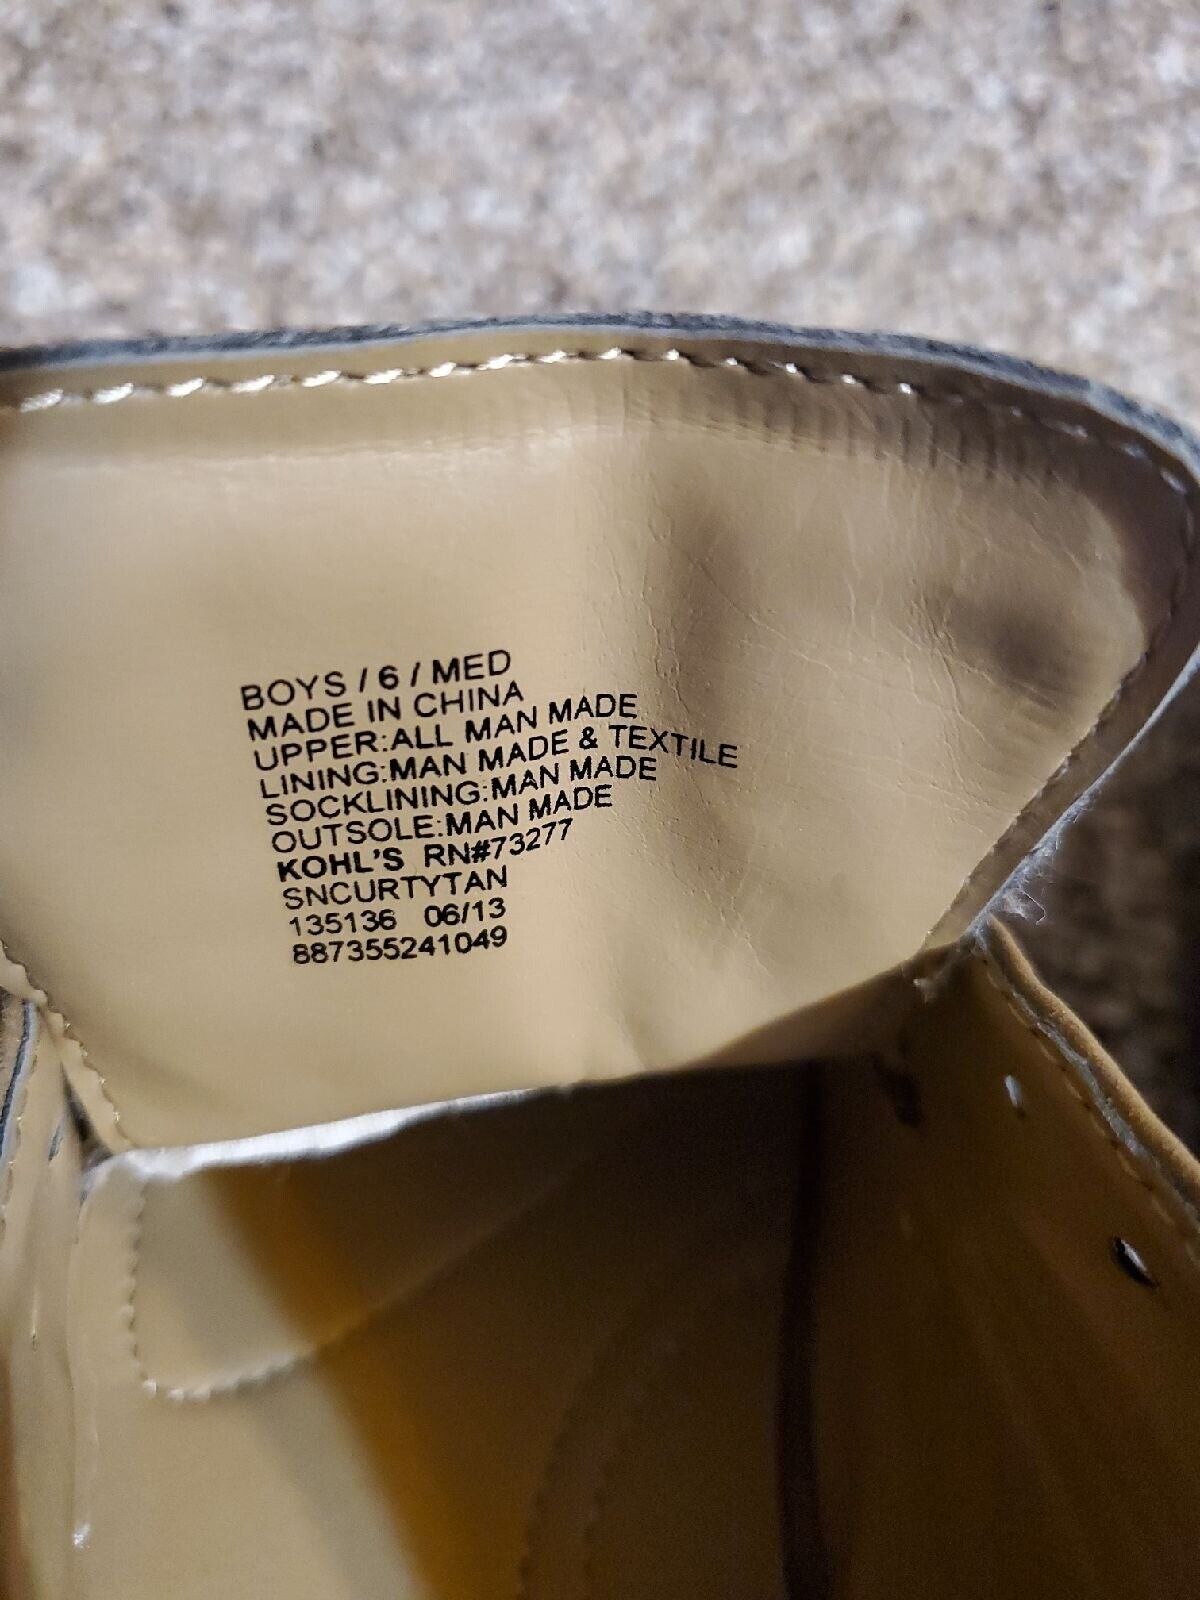 BOYS / 6 / MED
MADE IN CHINA
UPPER:ALL MAN MADE
LINING:MAN MADE & TEXTILE
SOCKLINING:MAN MADE
OUTSOLE:MAN MADE
KOHL'S RN#73277
SNCURTYTAN
135136 06/13
887355241049